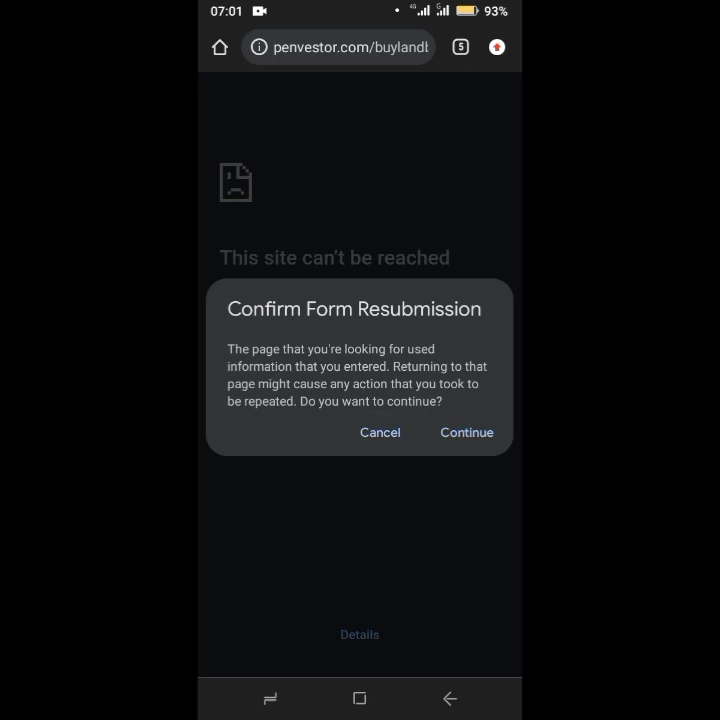 07:01 4G G 93%
penvestor.com/buylandb 5
This site can't be reached
Confirm Form Resubmission
The page that you're looking for used
information that you entered. Returning to that
page might cause any action that you took to
be repeated. Do you want to continue?
Cancel Continue
Details